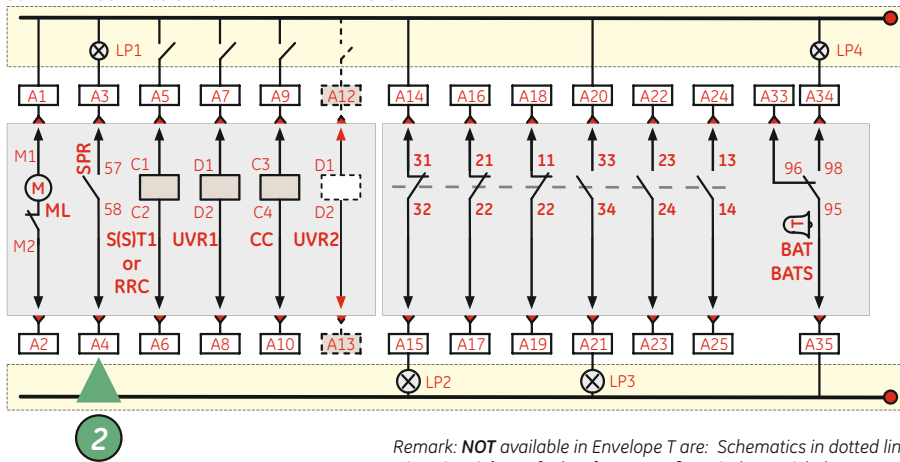 LP1
LP4
A1 A3 A5 A7 A9 A12 A14 A16 A18 A20 A22 A24 A33 A34
M1 SPR 57 C1 D1 C3 D1 31 21 11 33 23 13 96 98
M
58 C2 D2 C4 D2 32 22 22 34 24 14 95
ML
M2
S(S)T1 UVR1 CC UVR2
or
RRC
T
BAT
BATS
A2 A4 A6 A8 A10 A13 A15 A17 A19 A21 A23 A25 A35
LP2 LP3
2
Remark: NOT available in Envelope T are: Schematics in dotted lin